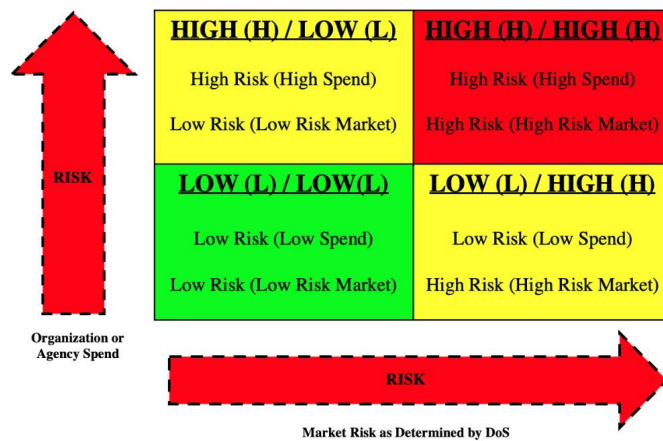 HIGH (H) / LOW (L)
High Risk (High Spend)
Low Risk (Low Risk Market)
HIGH (H) / HIGH (H)
High Risk (High Spend)
High Risk (High Risk Market)
RISK
LOW (L) / LOW(L)
Low Risk (Low Spend)
Low Risk (Low Risk Market)
LOW (L) / HIGH (H)
Low Risk (Low Spend)
High Risk (High Risk Market)
Organization or
Agency Spend
RISK
Market Risk as Determined by DoS